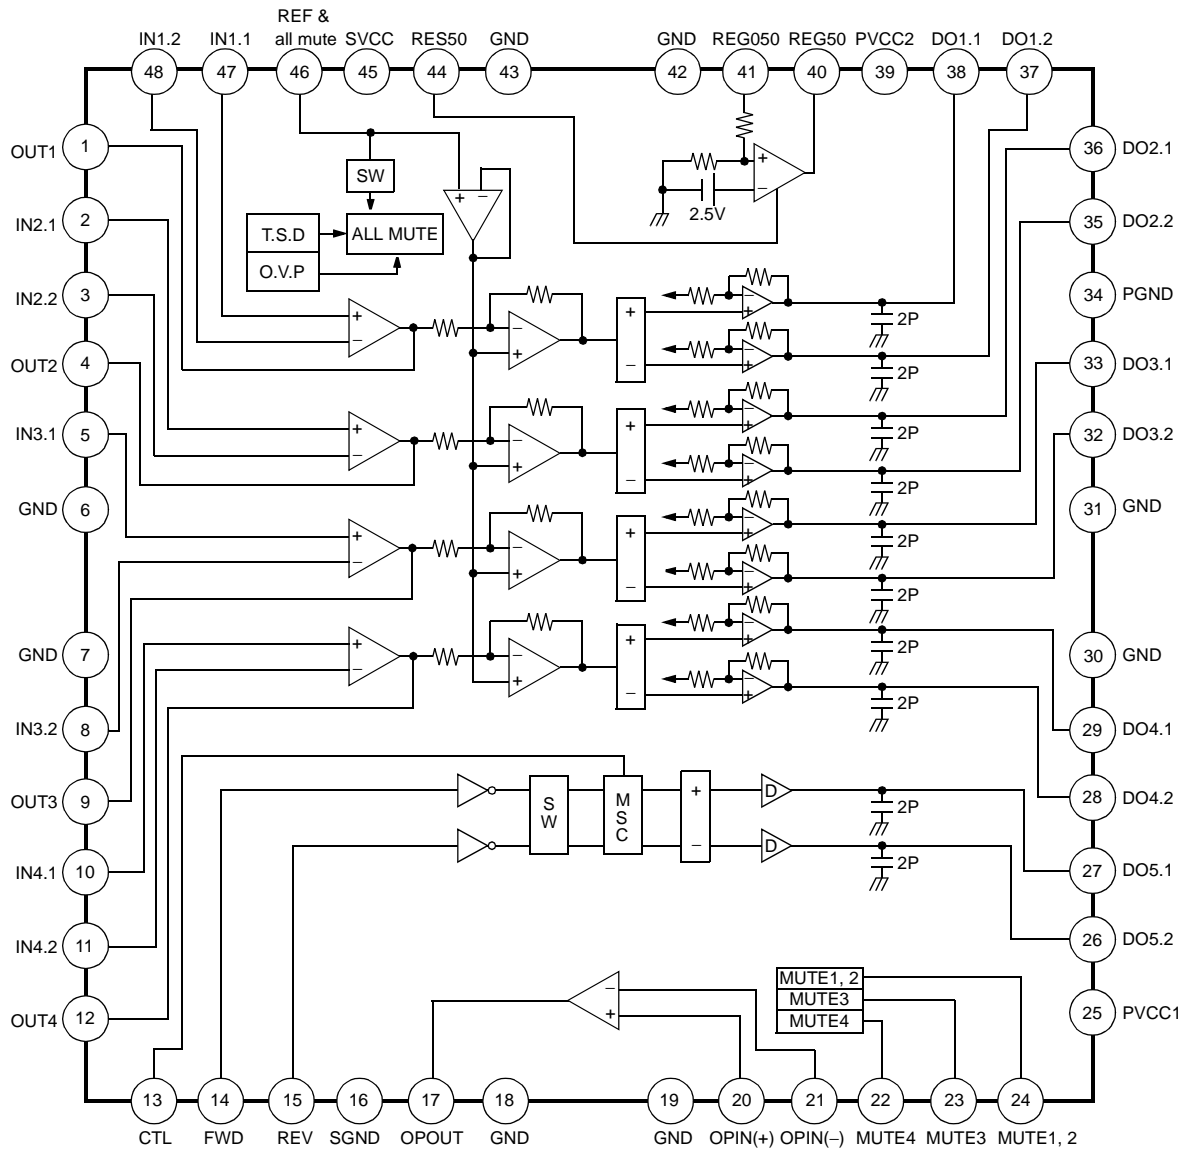 REF &
IN1.2 IN1.1 all mute SVCC RES50 GND GND REG050 REG50 PVCC2 DO1.1 DO1.2
48 47 46 45 44 43 42 41 40 39 38 37
OUT1 1
36 DO2.1
SW
+ −
+
−
2.5V
IN2.1 2
35 DO2.2
T.S.D ALL MUTE
O.V.P
IN2.2 3
34 PGND
+ − − + + − + − + 2P 2P
OUT2 4
33 DO3.1
IN3.1 5
32 DO3.2
+ − − + + − − + − + 2P 2P
GND 6
31 GND
+ − − + + − − + − + 2P 2P
GND 7
30 GND
+ − − + + − − + − + 2P 2P
IN3.2 8
29 DO4.1
OUT3 9
28 DO4.2
SW MSC + − D D 2P 2P
IN4.1 10
27 DO5.1
IN4.2 11
26 DO5.2
OUT4 12
25 PVCC1
− +
MUTE1, 2
MUTE3
MUTE4
13 14 15 16 17 18 19 20 21 22 23 24
CTL FWD REV SGND OPOUT GND GND OPIN(+) OPIN(−) MUTE4 MUTE3 MUTE1, 2